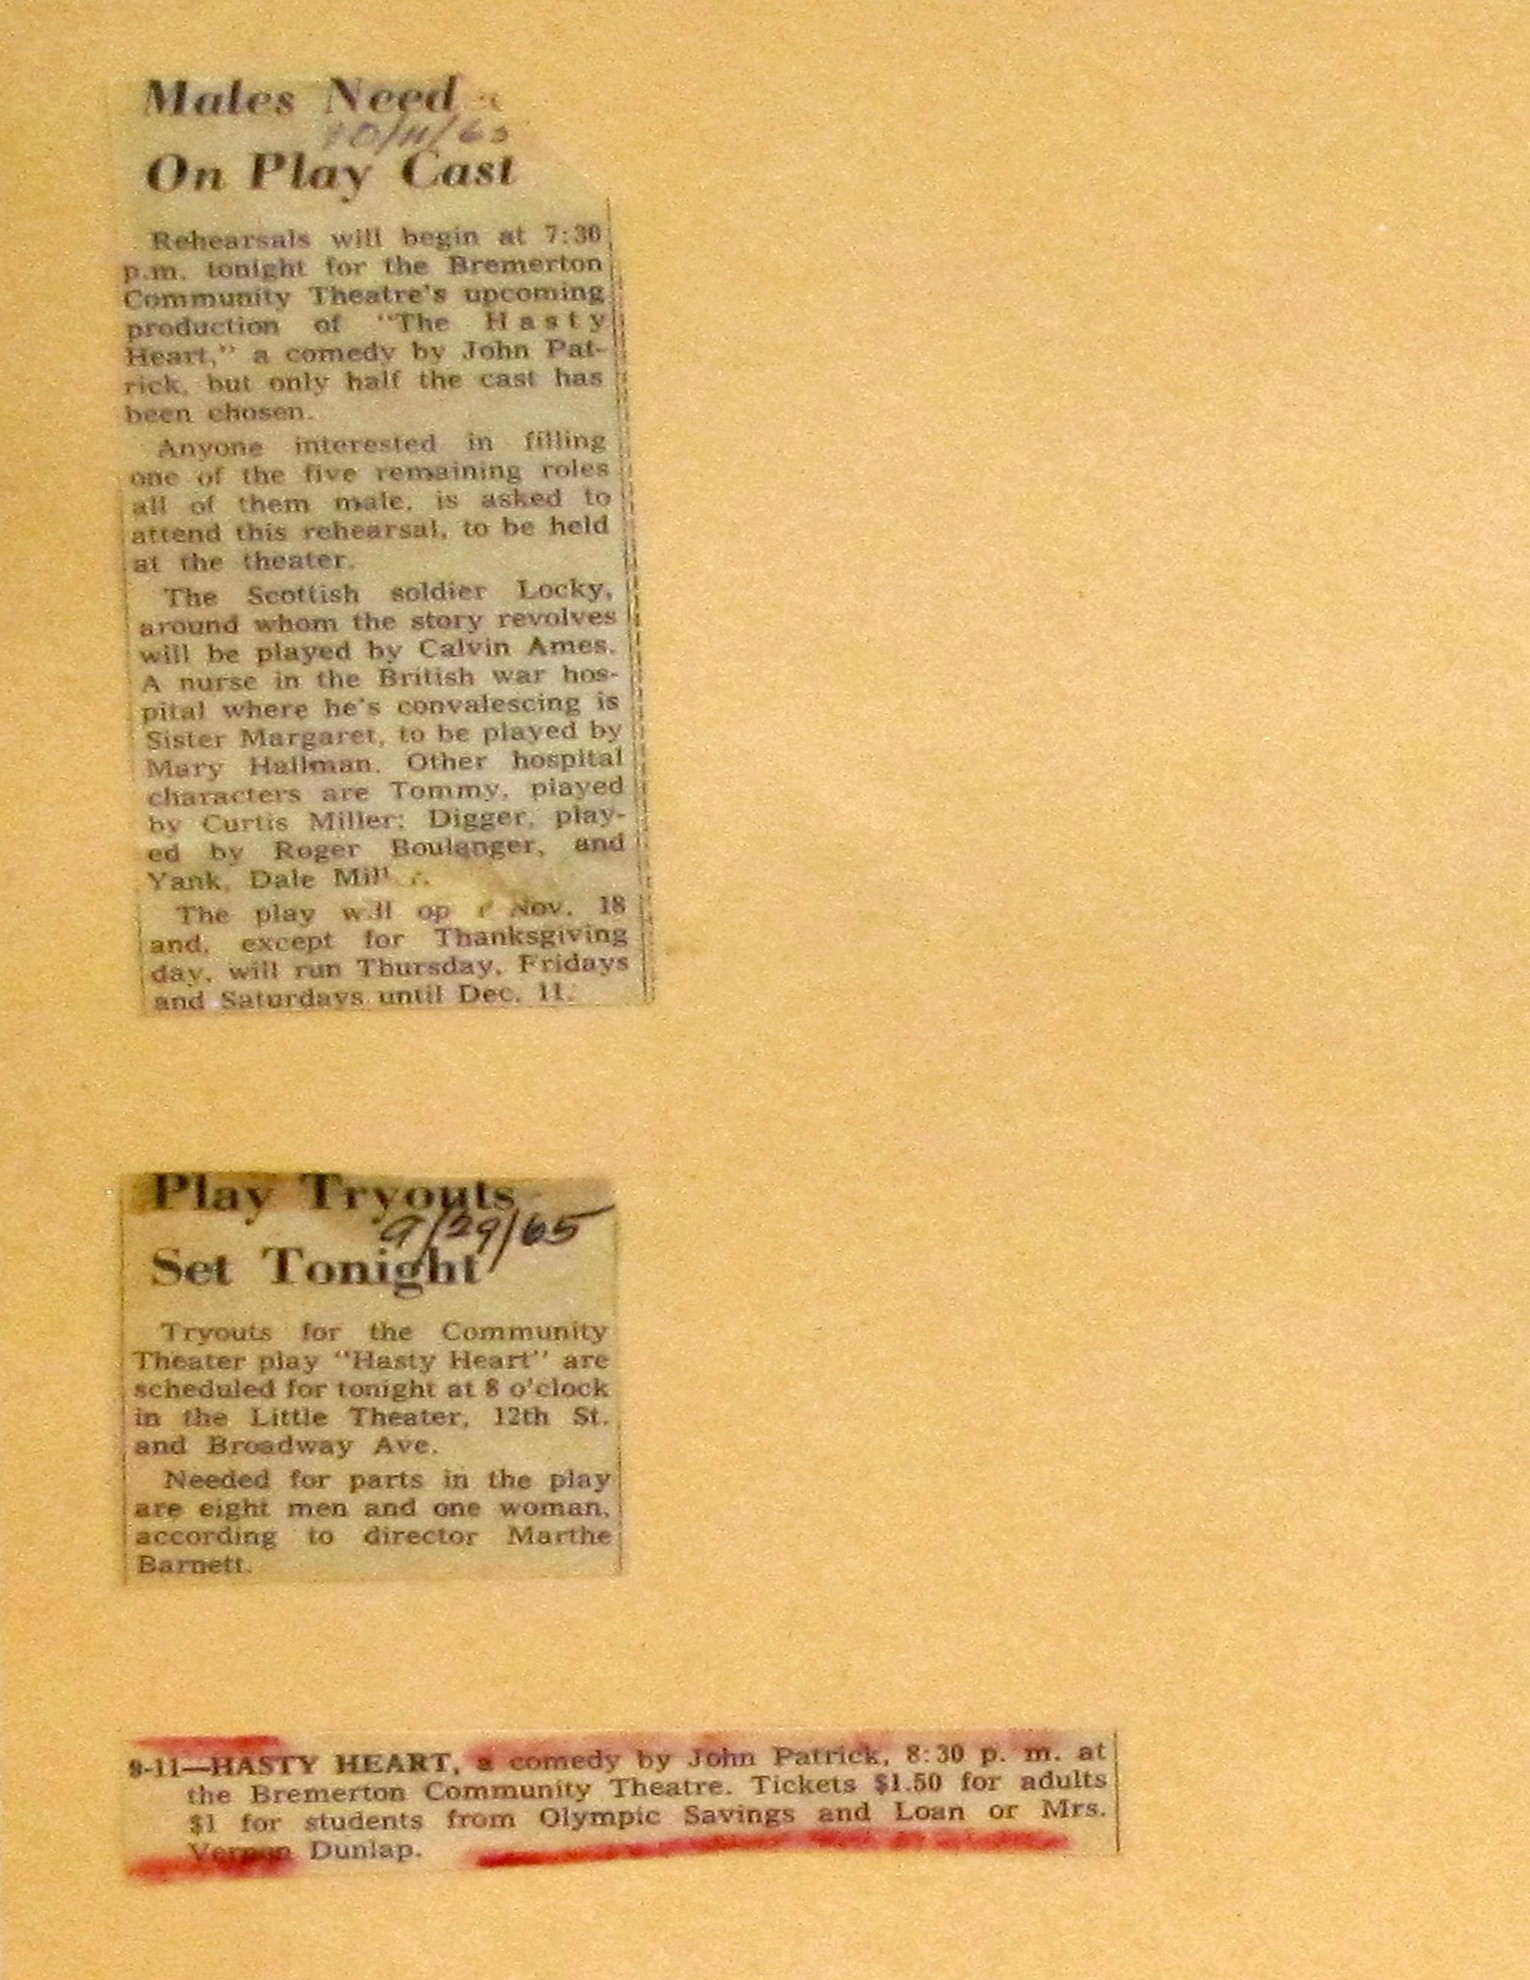 Males Need
10/11/65
On Play Cast
Rehearsals will begin at 7:30
p.m. tonight for the Bremerton
Community Theatre's upcoming
production of "The Hasty
Heart," a comedy by John Pat-
rick, but only half the cast has
been chosen.
Anyone interested in filling
one of the five remaining roles
all of them male, is asked to
attend this rehearsal, to be held
at the theater.
The Scottish soldier Locky,
around whom the story revolves
will be played by Calvin Ames.
A nurse in the British war hos-
pital where he's convalescing is
Sister Margaret, to be played by
Mary Hallman. Other hospital
characters are Tommy, played
by Curtis Miller; Digger, play-
ed by Roger Boulanger, and
Yank, Dale
The play will op Nov. 18
and, except for Thanksgiving
day, will run Thursday, Fridays
and Saturdays until Dec. 11.
Play Tryouts
9/29/65
Set Tonight
Tryouts for the Community
Theater play "Hasty Heart" are
scheduled for tonight at 8 o'clock
in the Little Theater, 12th St.
and Broadway Ave.
Needed for parts in the play
are eight men and one woman,
according to director Marthe
Barnett.
9-11—HASTY HEART, a comedy by John Patrick, 8:30 p. m. at
the Bremerton Community Theatre. Tickets $1.50 for adults
$1 for students from Olympic Savings and Loan or Mrs.
Vernon Dunlap.